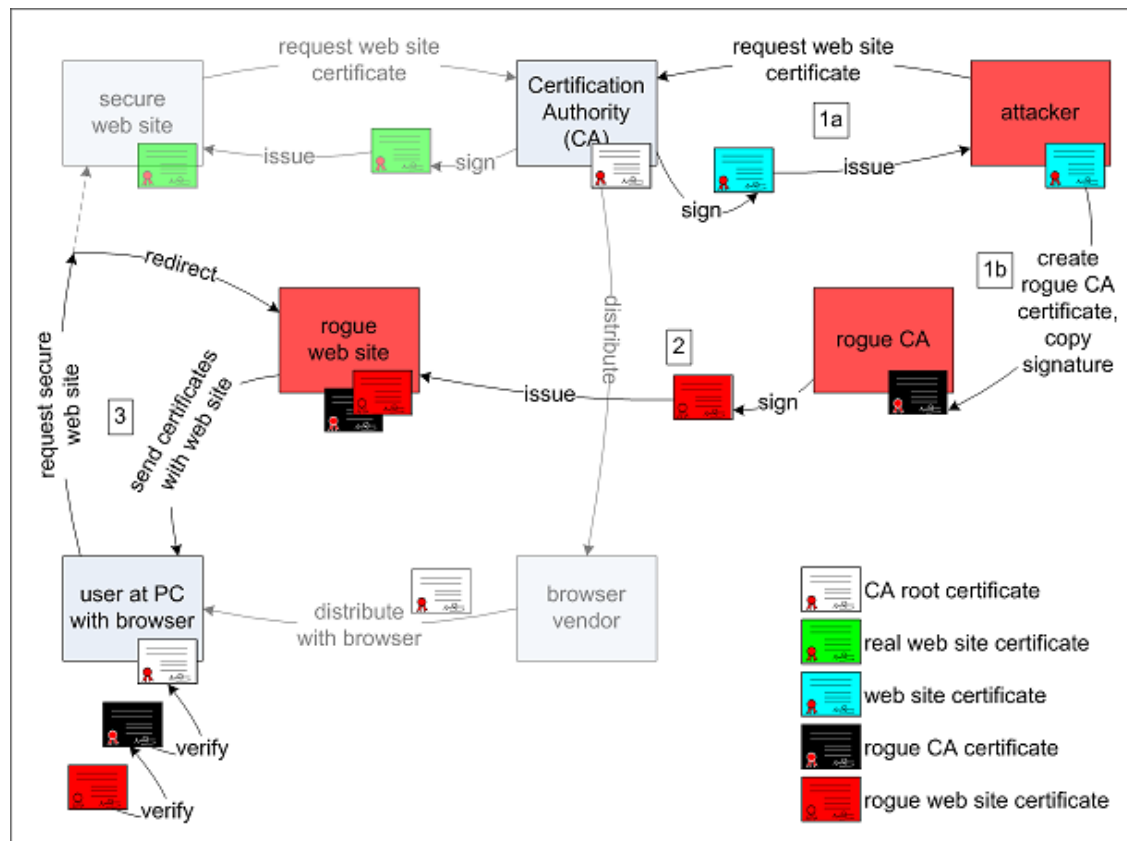 request web site
certificate
secure
web site
issue
sign
Certification
Authority
(CA)
request web site
certificate
1a
attacker
sign
issue
1b
create
rogue CA
certificate,
copy
signature
redirect
rogue
web site
distribute
2
rogue CA
issue
sign
request secure
web site
3
send certificates
with web site
user at PC
with browser
distribute
with browser
browser
vendor
verify
verify
CA root certificate
real web site certificate
web site certificate
rogue CA certificate
rogue web site certificate